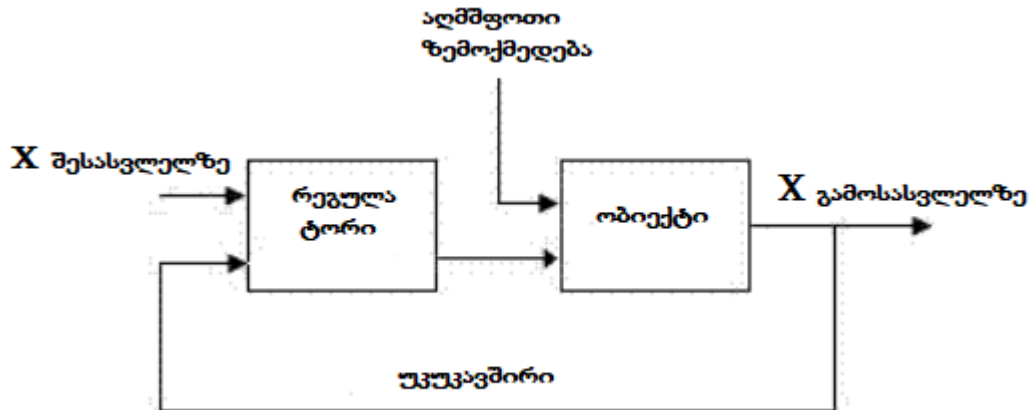 აღმშფოთი
ზემოქმედება
X შესასვლელზე
რეგულა
ტორი
ობიექტი
X გამოსასვლელზე
უკუკავშირი